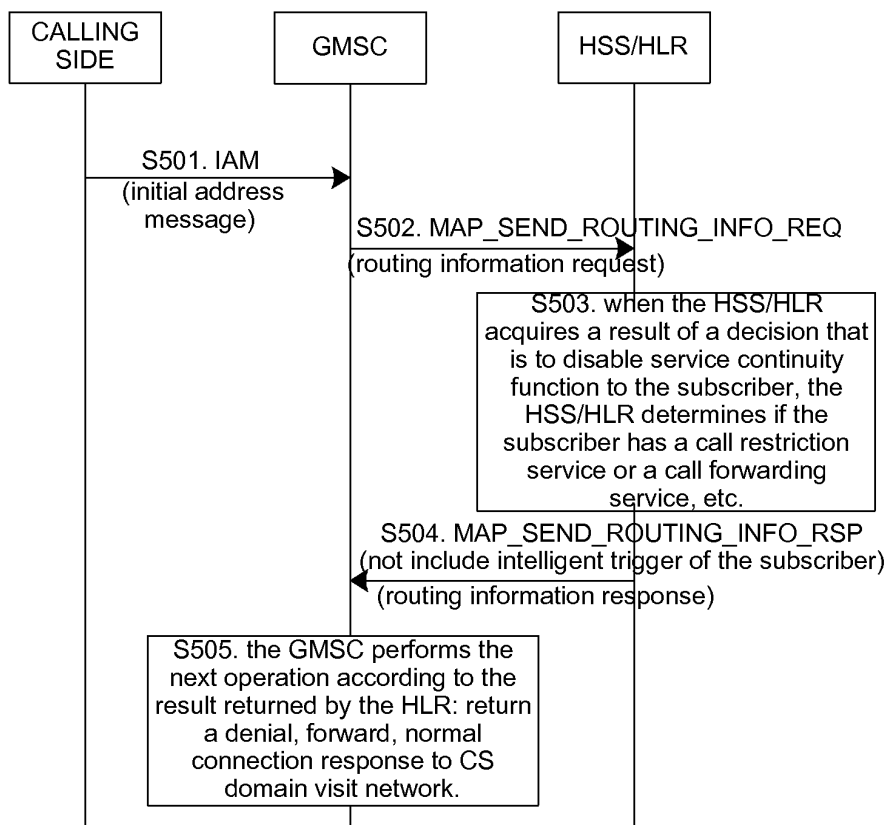 CALLING
SIDE
GMSC
HSS/HLR
S501. IAM
(initial address
message)
S502. MAP_SEND_ROUTING_INFO_REQ
(routing information request)
S503. when the HSS/HLR
acquires a result of a decision that
is to disable service continuity
function to the subscriber, the
HSS/HLR determines if the
subscriber has a call restriction
service or a call forwarding
service, etc.
S504. MAP_SEND_ROUTING_INFO_RSP
(not include intelligent trigger of the subscriber)
(routing information response)
S505. the GMSC performs the
next operation according to the
result returned by the HLR: return
a denial, forward, normal
connection response to CS
domain visit network.